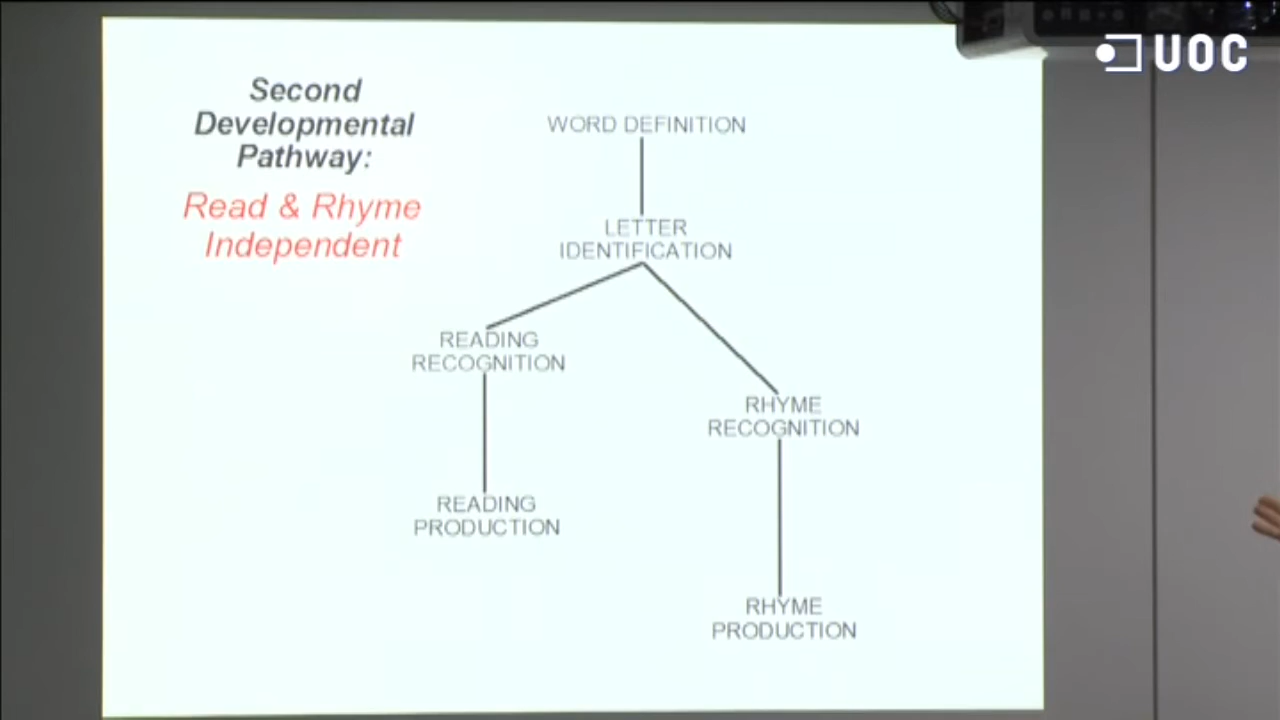 UOC
Second
Developmental
Pathway:
Read & Rhyme
Independent
WORD DEFINITION
LETTER
IDENTIFICATION
READING
RECOGNITION
RHYME
RECOGNITION
READING
PRODUCTION
RHYME
PRODUCTION